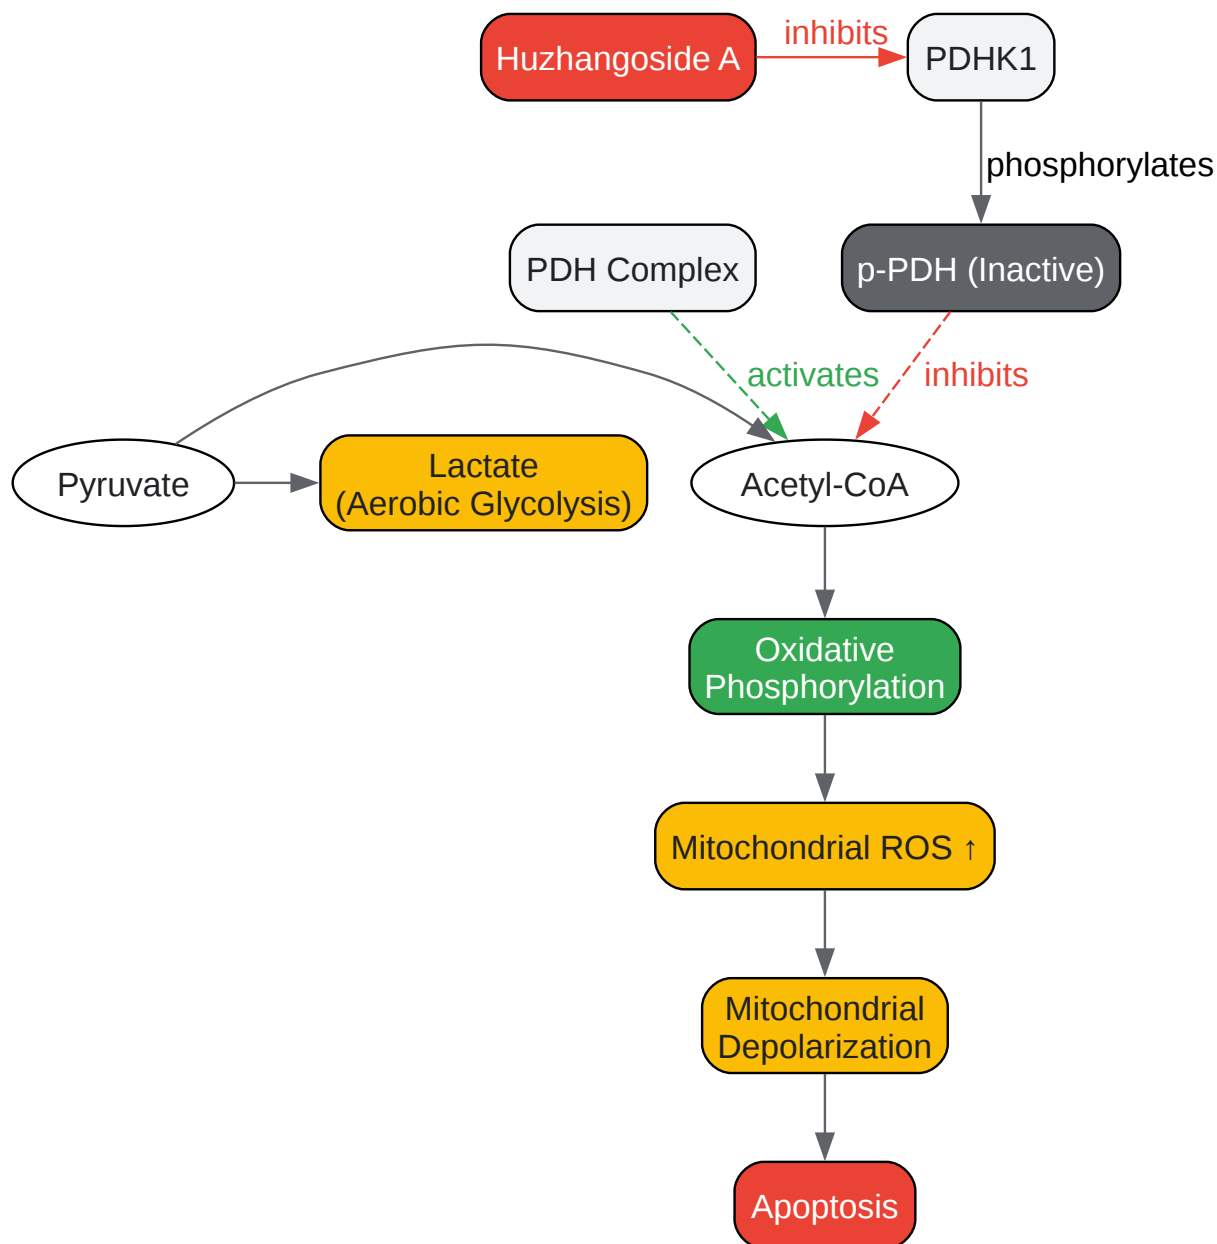 Huzhangoside A
inhibits
PDHK1
phosphorylates
PDH Complex
p-PDH (Inactive)
activates
inhibits
Pyruvate
Lactate
(Aerobic Glycolysis)
Acetyl-CoA
Oxidative
Phosphorylation
Mitochondrial ROS ↑
Mitochondrial
Depolarization
Apoptosis